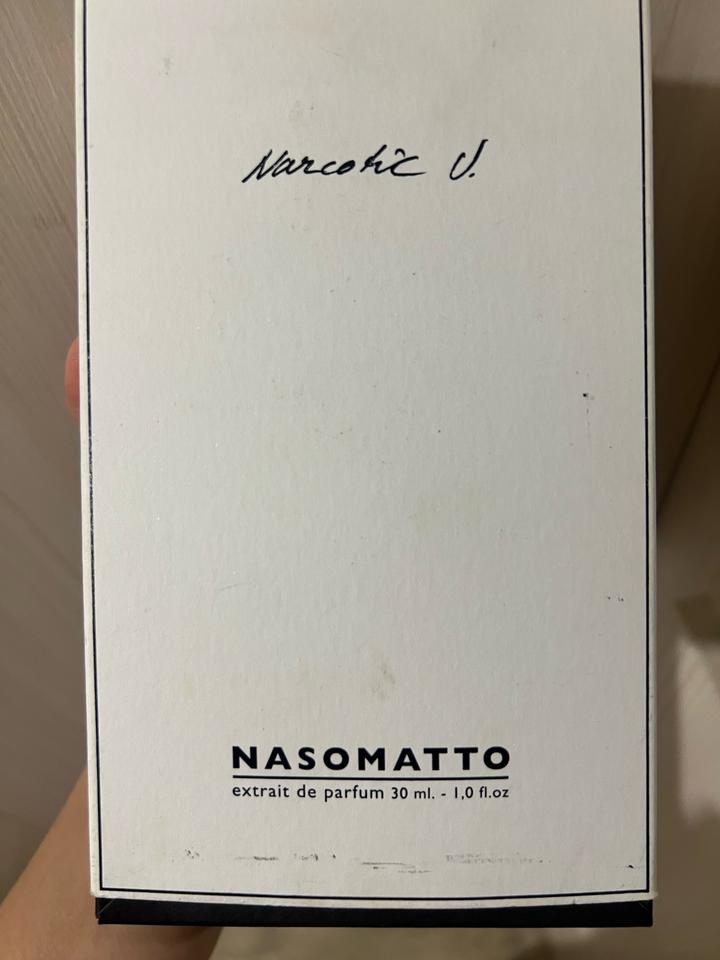 Narcotic V.
NASOMATTO
extrait de parfum 30 ml. - 1,0 fl.oz